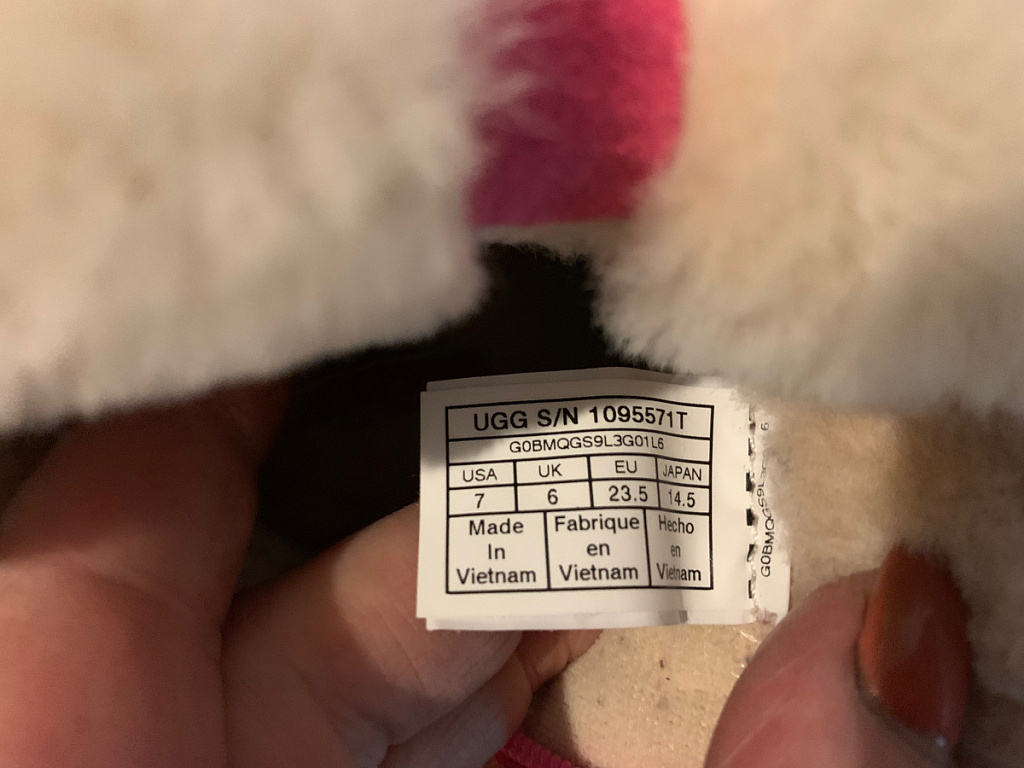 UGG S/N 1095571T
G0BMQGS9L3G01L6
USA UK EU JAPAN
7 6 23.5 14.5
Made Fabrique Hecho
In en en
Vietnam Vietnam Vietnam